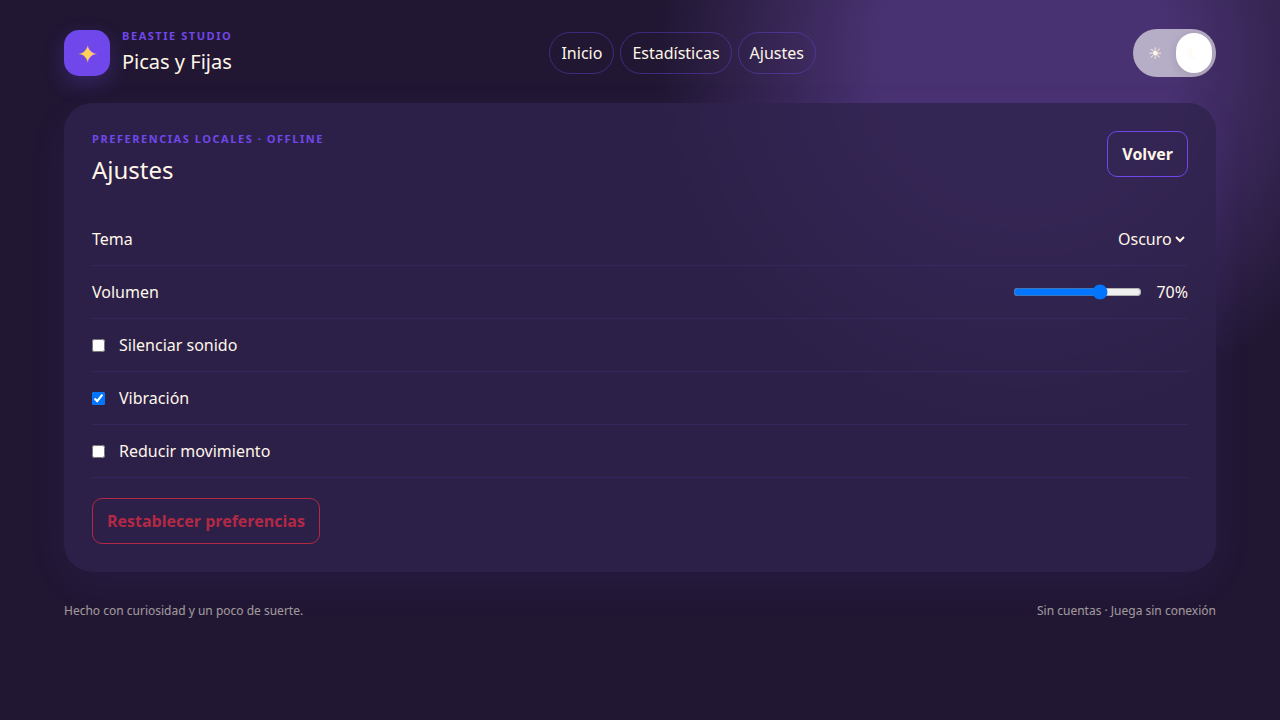 BEASTIE STUDIO
Picas y Fijas
Inicio
Estadísticas
Ajustes
PREFERENCIAS LOCALES · OFFLINE
Ajustes
Volver
Tema
Oscuro
Volumen
70%
Silenciar sonido
Vibración
Reducir movimiento
Restablecer preferencias
Hecho con curiosidad y un poco de suerte.
Sin cuentas · Juega sin conexión